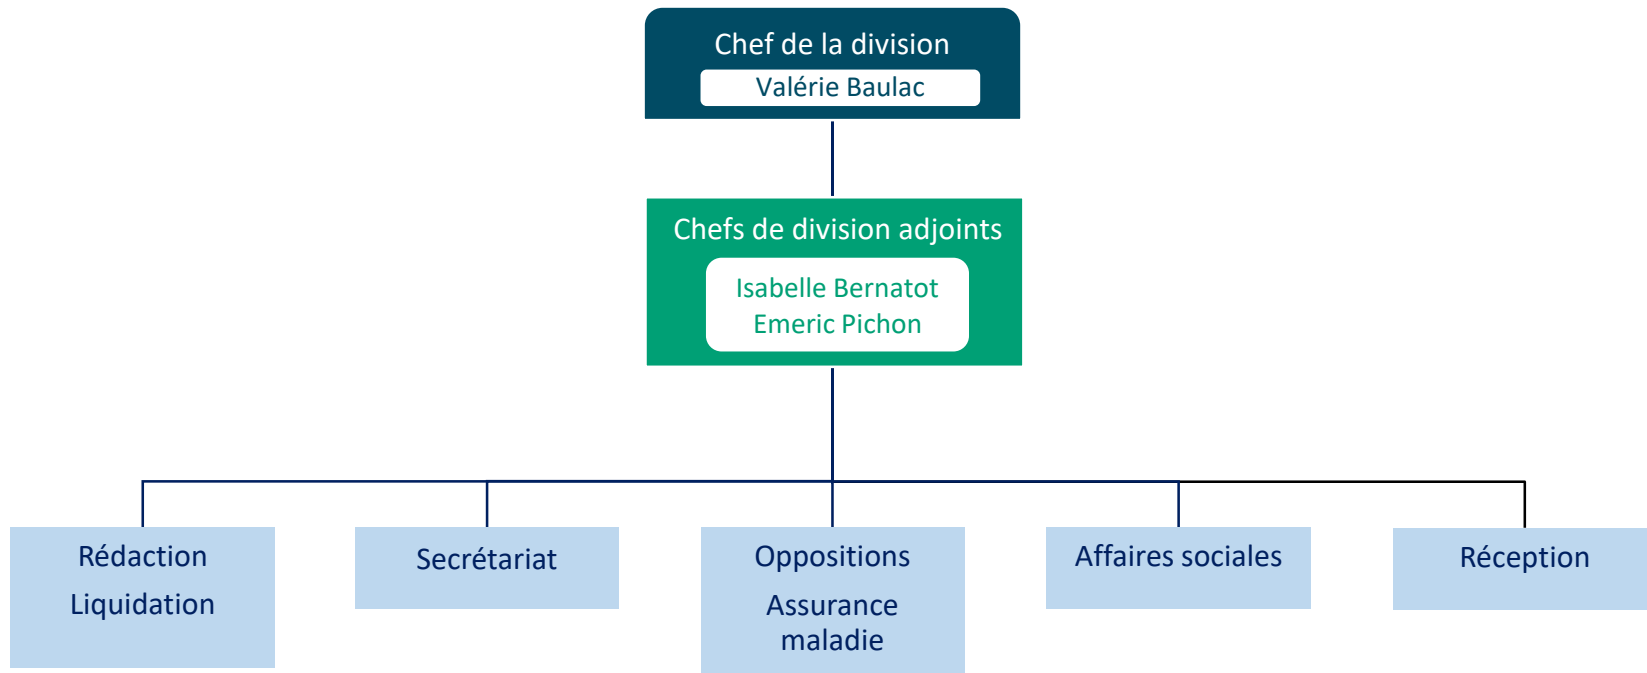 Chef de la division
Valérie Baulac
Chefs de division adjoints
Isabelle Bernatot
Emeric Pichon
Rédaction
Liquidation
Secrétariat
Oppositions
Assurance
maladie
Affaires sociales
Réception